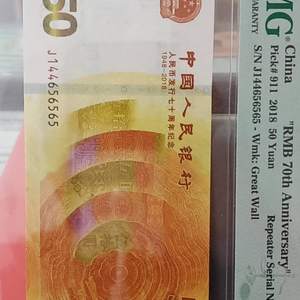 50
J144656565
中国人民银行
人民币发行七十周年纪念
1948-2018
MG
ARANTY
China
Pick# 911 2018 50 Yuan
S/N J144656565 - Wmk: Great Wall
"RMB 70th Anniversary"
Repeater Serial N